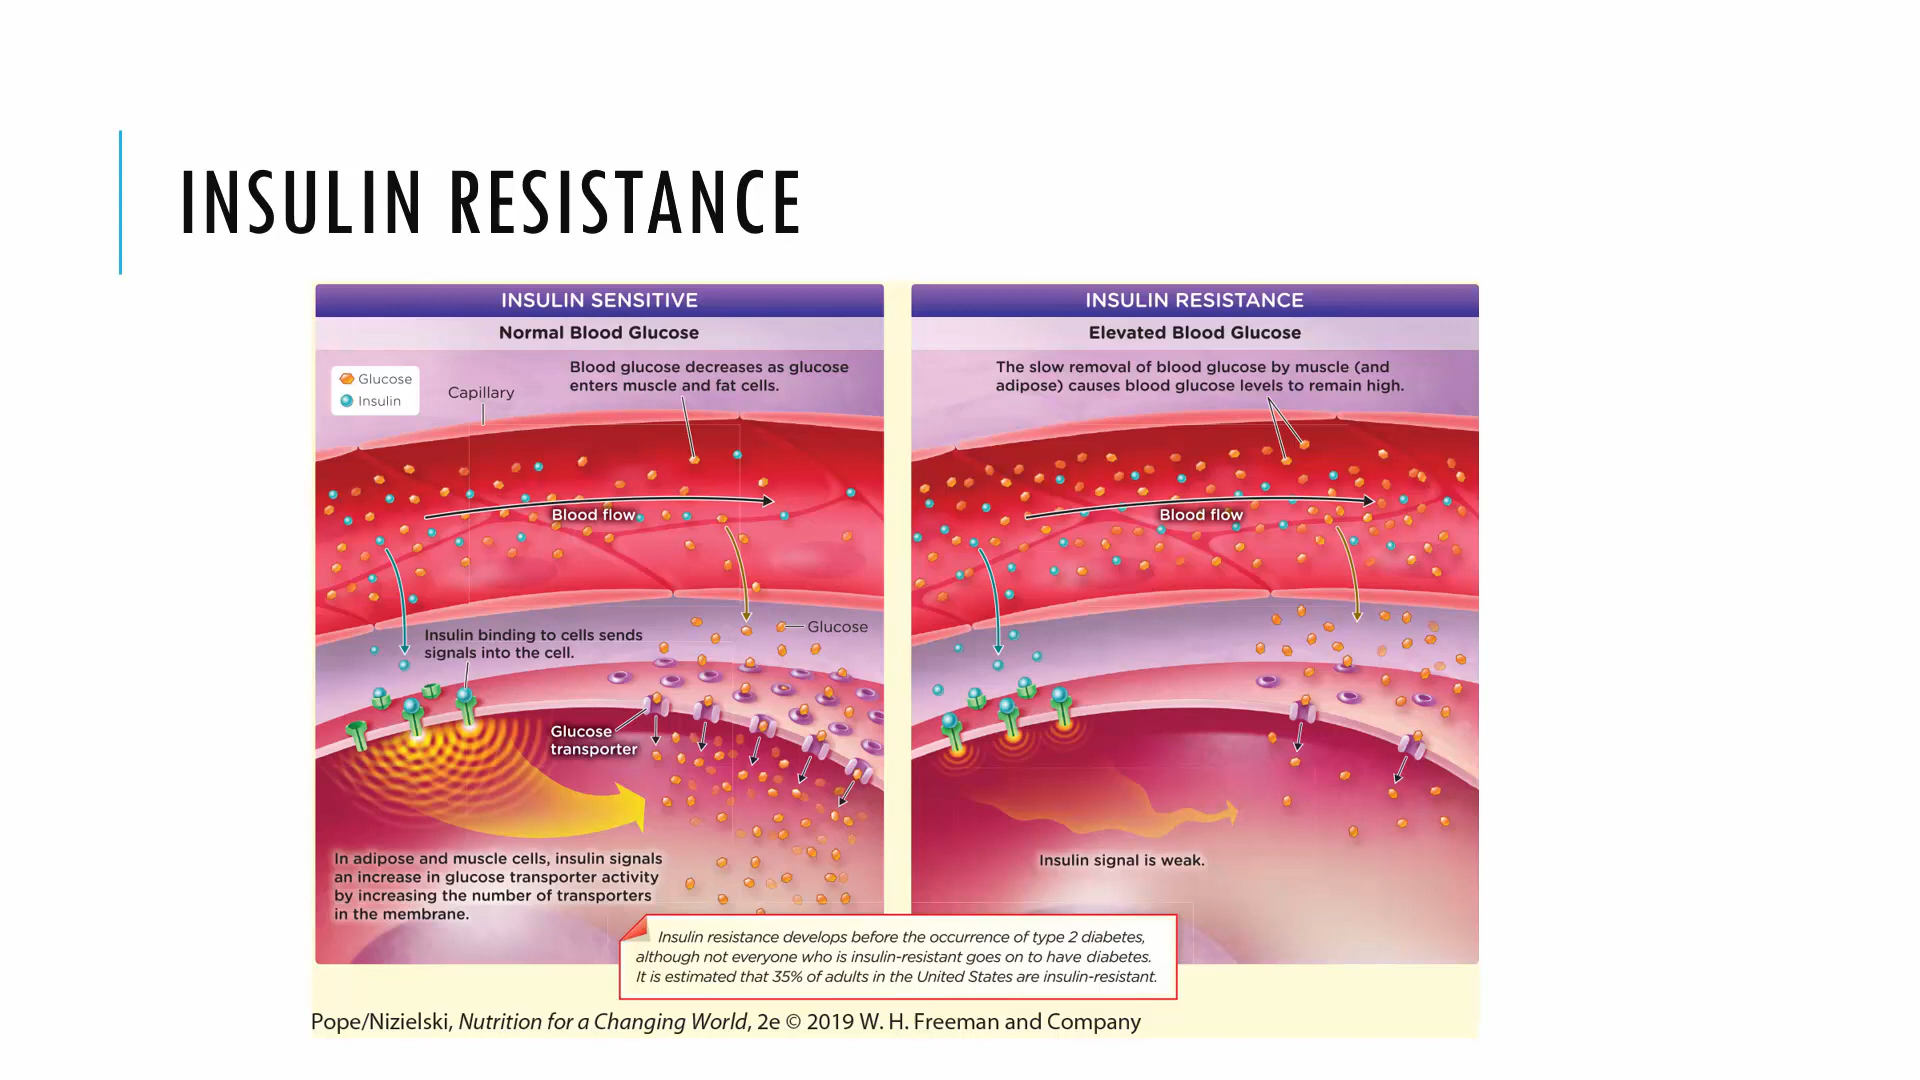 INSULIN RESISTANCE
INSULIN SENSITIVE
Normal Blood Glucose
Glucose
Insulin
Capillary
Blood glucose decreases as glucose
enters muscle and fat cells.
Blood flow
Insulin binding to cells sends
signals into the cell.
Glucose
Glucose
transporter
In adipose and muscle cells, insulin signals
an increase in glucose transporter activity
by increasing the number of transporters
in the membrane.
INSULIN RESISTANCE
Elevated Blood Glucose
The slow removal of blood glucose by muscle (and
adipose) causes blood glucose levels to remain high.
Blood flow
Insulin signal is weak.
Insulin resistance develops before the occurrence of type 2 diabetes,
although not everyone who is insulin-resistant goes on to have diabetes.
It is estimated that 35% of adults in the United States are insulin-resistant.
Pope/Nizielski, Nutrition for a Changing World, 2e © 2019 W. H. Freeman and Company